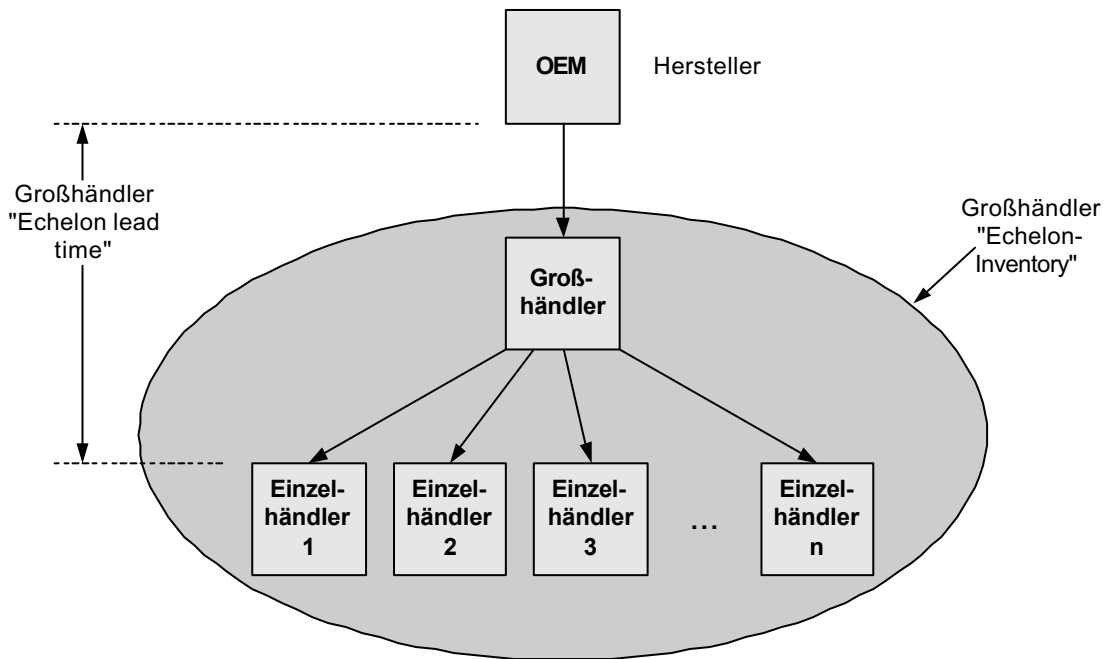 OEM
Hersteller
Großhändler
"Echelon lead
time"
Großhändler
"Echelon-
Inventory"
Groß-
händler
Einzel-
händler
1
Einzel-
händler
2
Einzel-
händler
3
...
Einzel-
händler
n